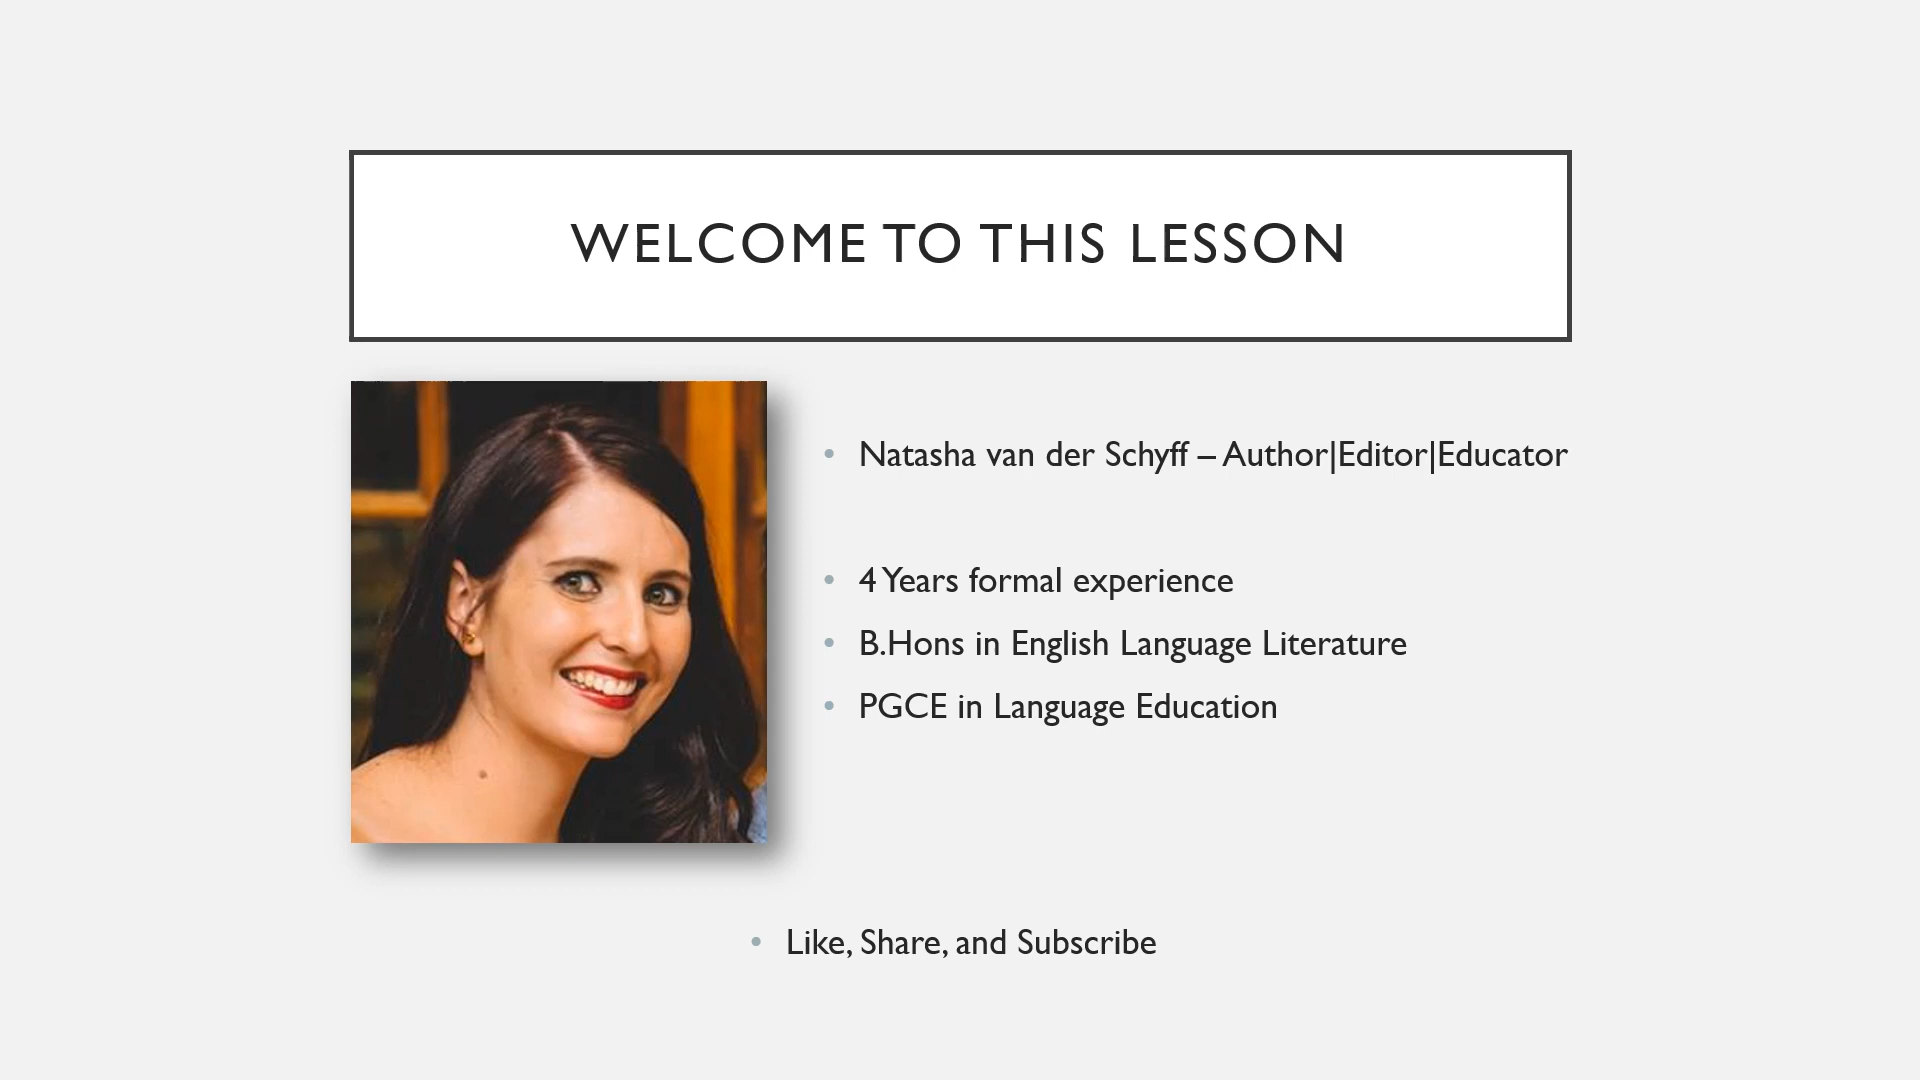 WELCOME TO THIS LESSON
• Natasha van der Schyff – Author|Editor|Educator
• 4 Years formal experience
• B.Hons in English Language Literature
• PGCE in Language Education
• Like, Share, and Subscribe